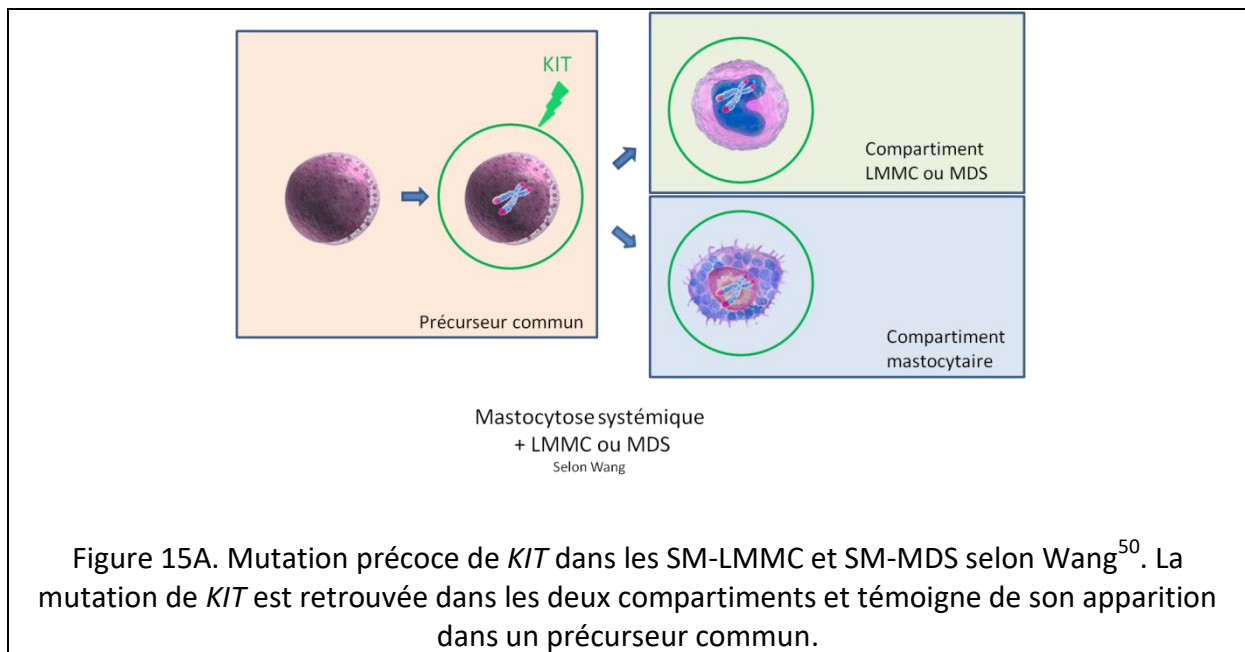 KIT
Compartiment
LMMC ou MDS
Précurseur commun
Compartiment
mastocytaire
Mastocytose systémique
+ LMMC ou MDS
Selon Wang
Figure 15A. Mutation précoce de KIT dans les SM-LMMC et SM-MDS selon Wang50. La
mutation de KIT est retrouvée dans les deux compartiments et témoigne de son apparition
dans un précurseur commun.